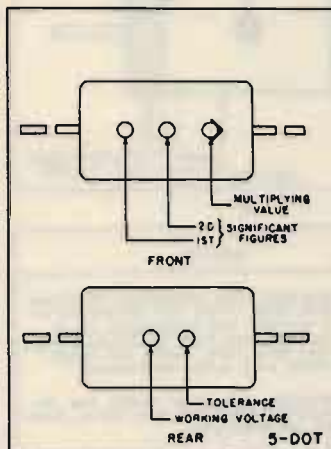 MULTIPLYING
VALUE
2D } SIGNIFICANT
1ST } FIGURES
FRONT
TOLERANCE
WORKING VOLTAGE
REAR 5-DOT